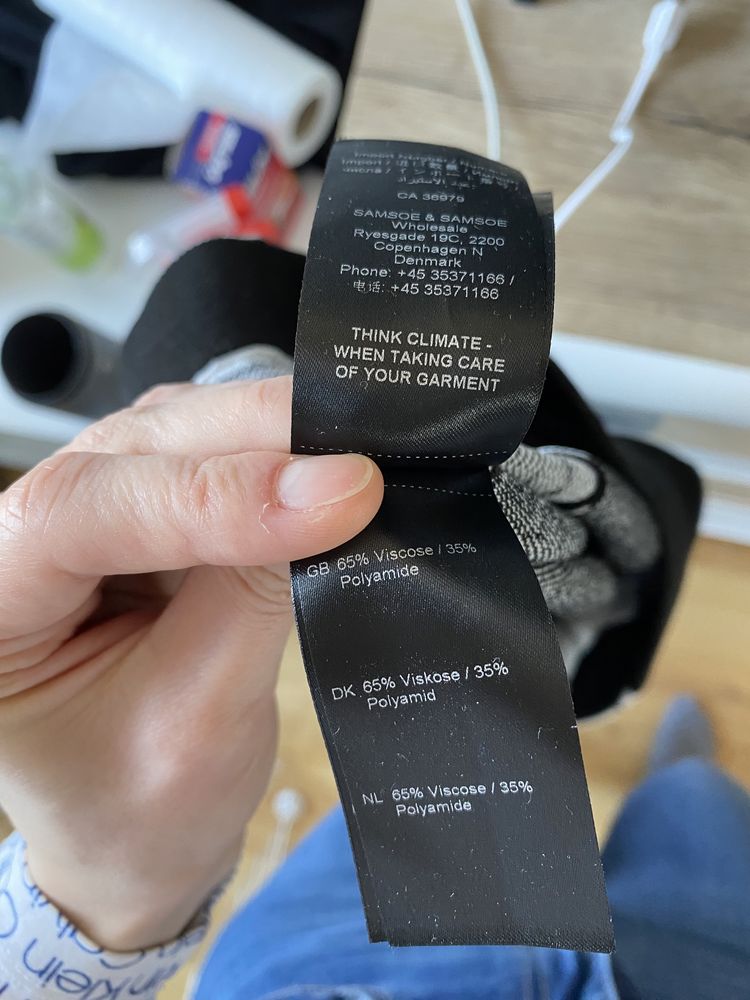 CA 36979
SAMSOE & SAMSOE
Wholesale
Ryesgade 19C, 2200
Copenhagen N
Denmark
Phone: +45 35371166 /
电话: +45 35371166
THINK CLIMATE -
WHEN TAKING CARE
OF YOUR GARMENT
GB 65% Viscose / 35%
Polyamide
DK 65% Viskose / 35%
Polyamid
NL 65% Viscose / 35%
Polyamide